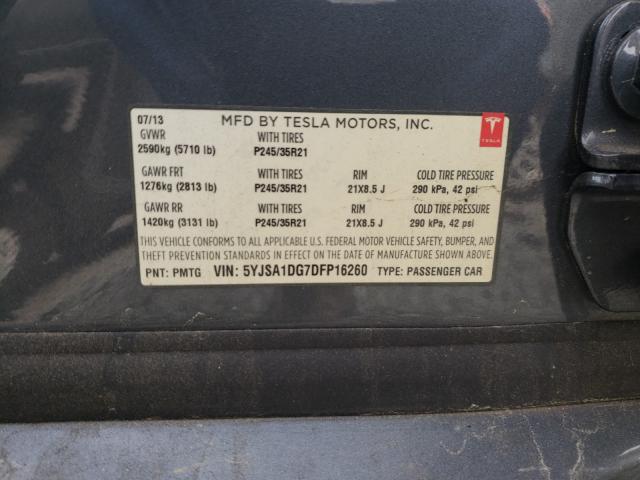 07/13 MFD BY TESLA MOTORS, INC.
GVWR WITH TIRES
2590kg (5710 lb) P245/35R21
TESLA
GAWR FRT WITH TIRES RIM COLD TIRE PRESSURE
1276kg (2813 lb) P245/35R21 21X8.5 J 290 kPa, 42 psi
GAWR RR WITH TIRES RIM COLD TIRE PRESSURE
1420kg (3131 lb) P245/35R21 21X8.5 J 290 kPa, 42 psi
THIS VEHICLE CONFORMS TO ALL APPLICABLE U.S. FEDERAL MOTOR VEHICLE SAFETY, BUMPER, AND
THEFT PREVENTION STANDARDS IN EFFECT ON THE DATE OF MANUFACTURE SHOWN ABOVE.
PNT: PMTG VIN: 5YJSA1DG7DFP16260 TYPE: PASSENGER CAR